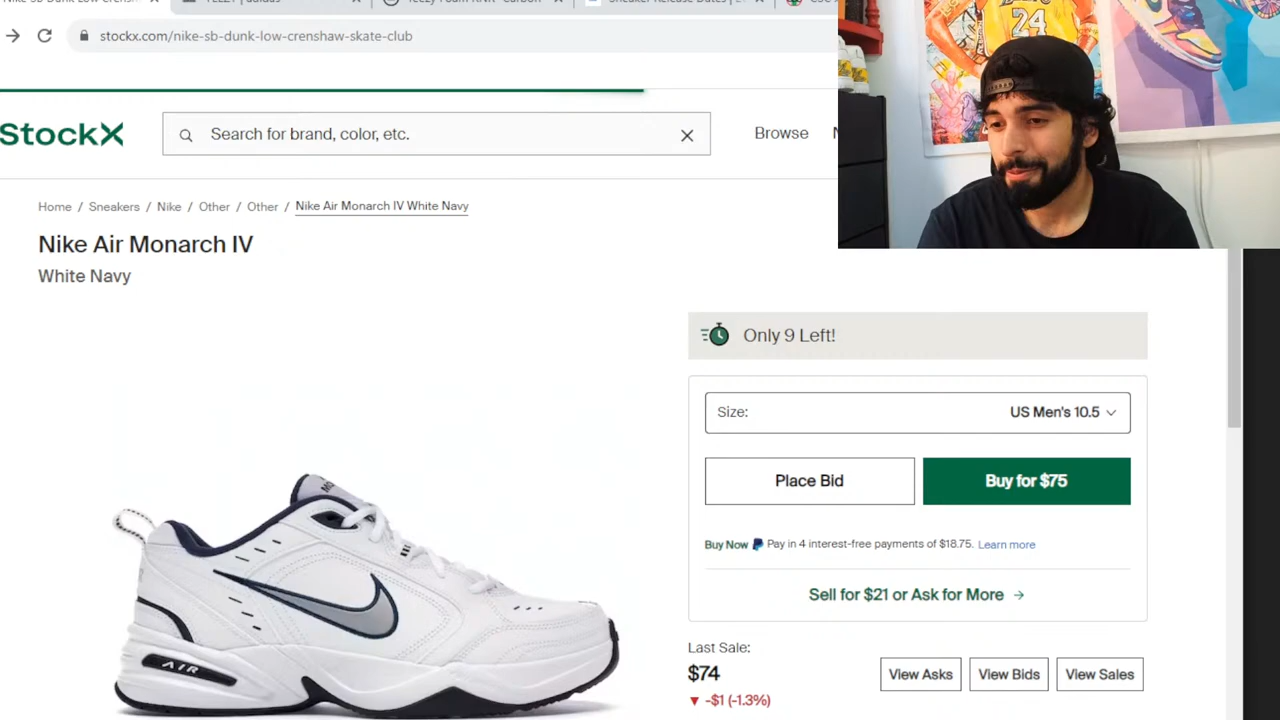 stockx.com/nike-sb-dunk-low-crenshaw-skate-club
StockX
Search for brand, color, etc.
Browse
Home / Sneakers / Nike / Other / Other / Nike Air Monarch IV White Navy
Nike Air Monarch IV
White Navy
24
Only 9 Left!
Size:
US Men's 10.5
Place Bid
Buy for $75
Buy Now Pay in 4 interest-free payments of $18.75. Learn more
Sell for $21 or Ask for More →
Last Sale:
$74
▼ -$1 (-1.3%)
View Asks
View Bids
View Sales
AIR